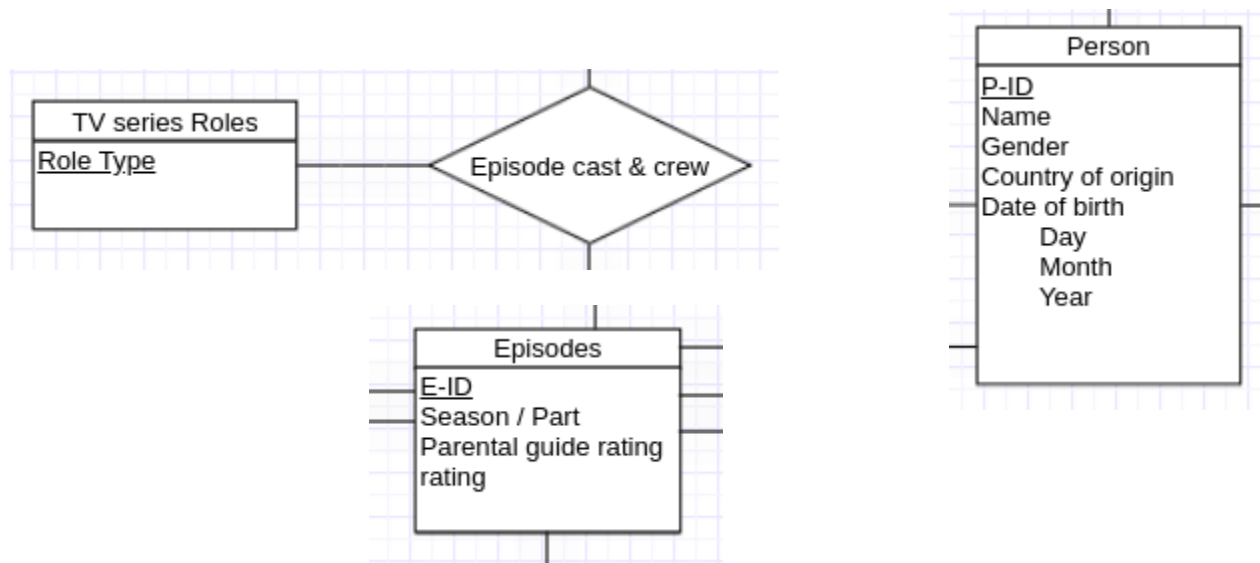 TV series Roles
Role Type
Episode cast & crew
Episodes
E-ID
Season / Part
Parental guide rating
rating
Person
P-ID
Name
Gender
Country of origin
Date of birth
Day
Month
Year